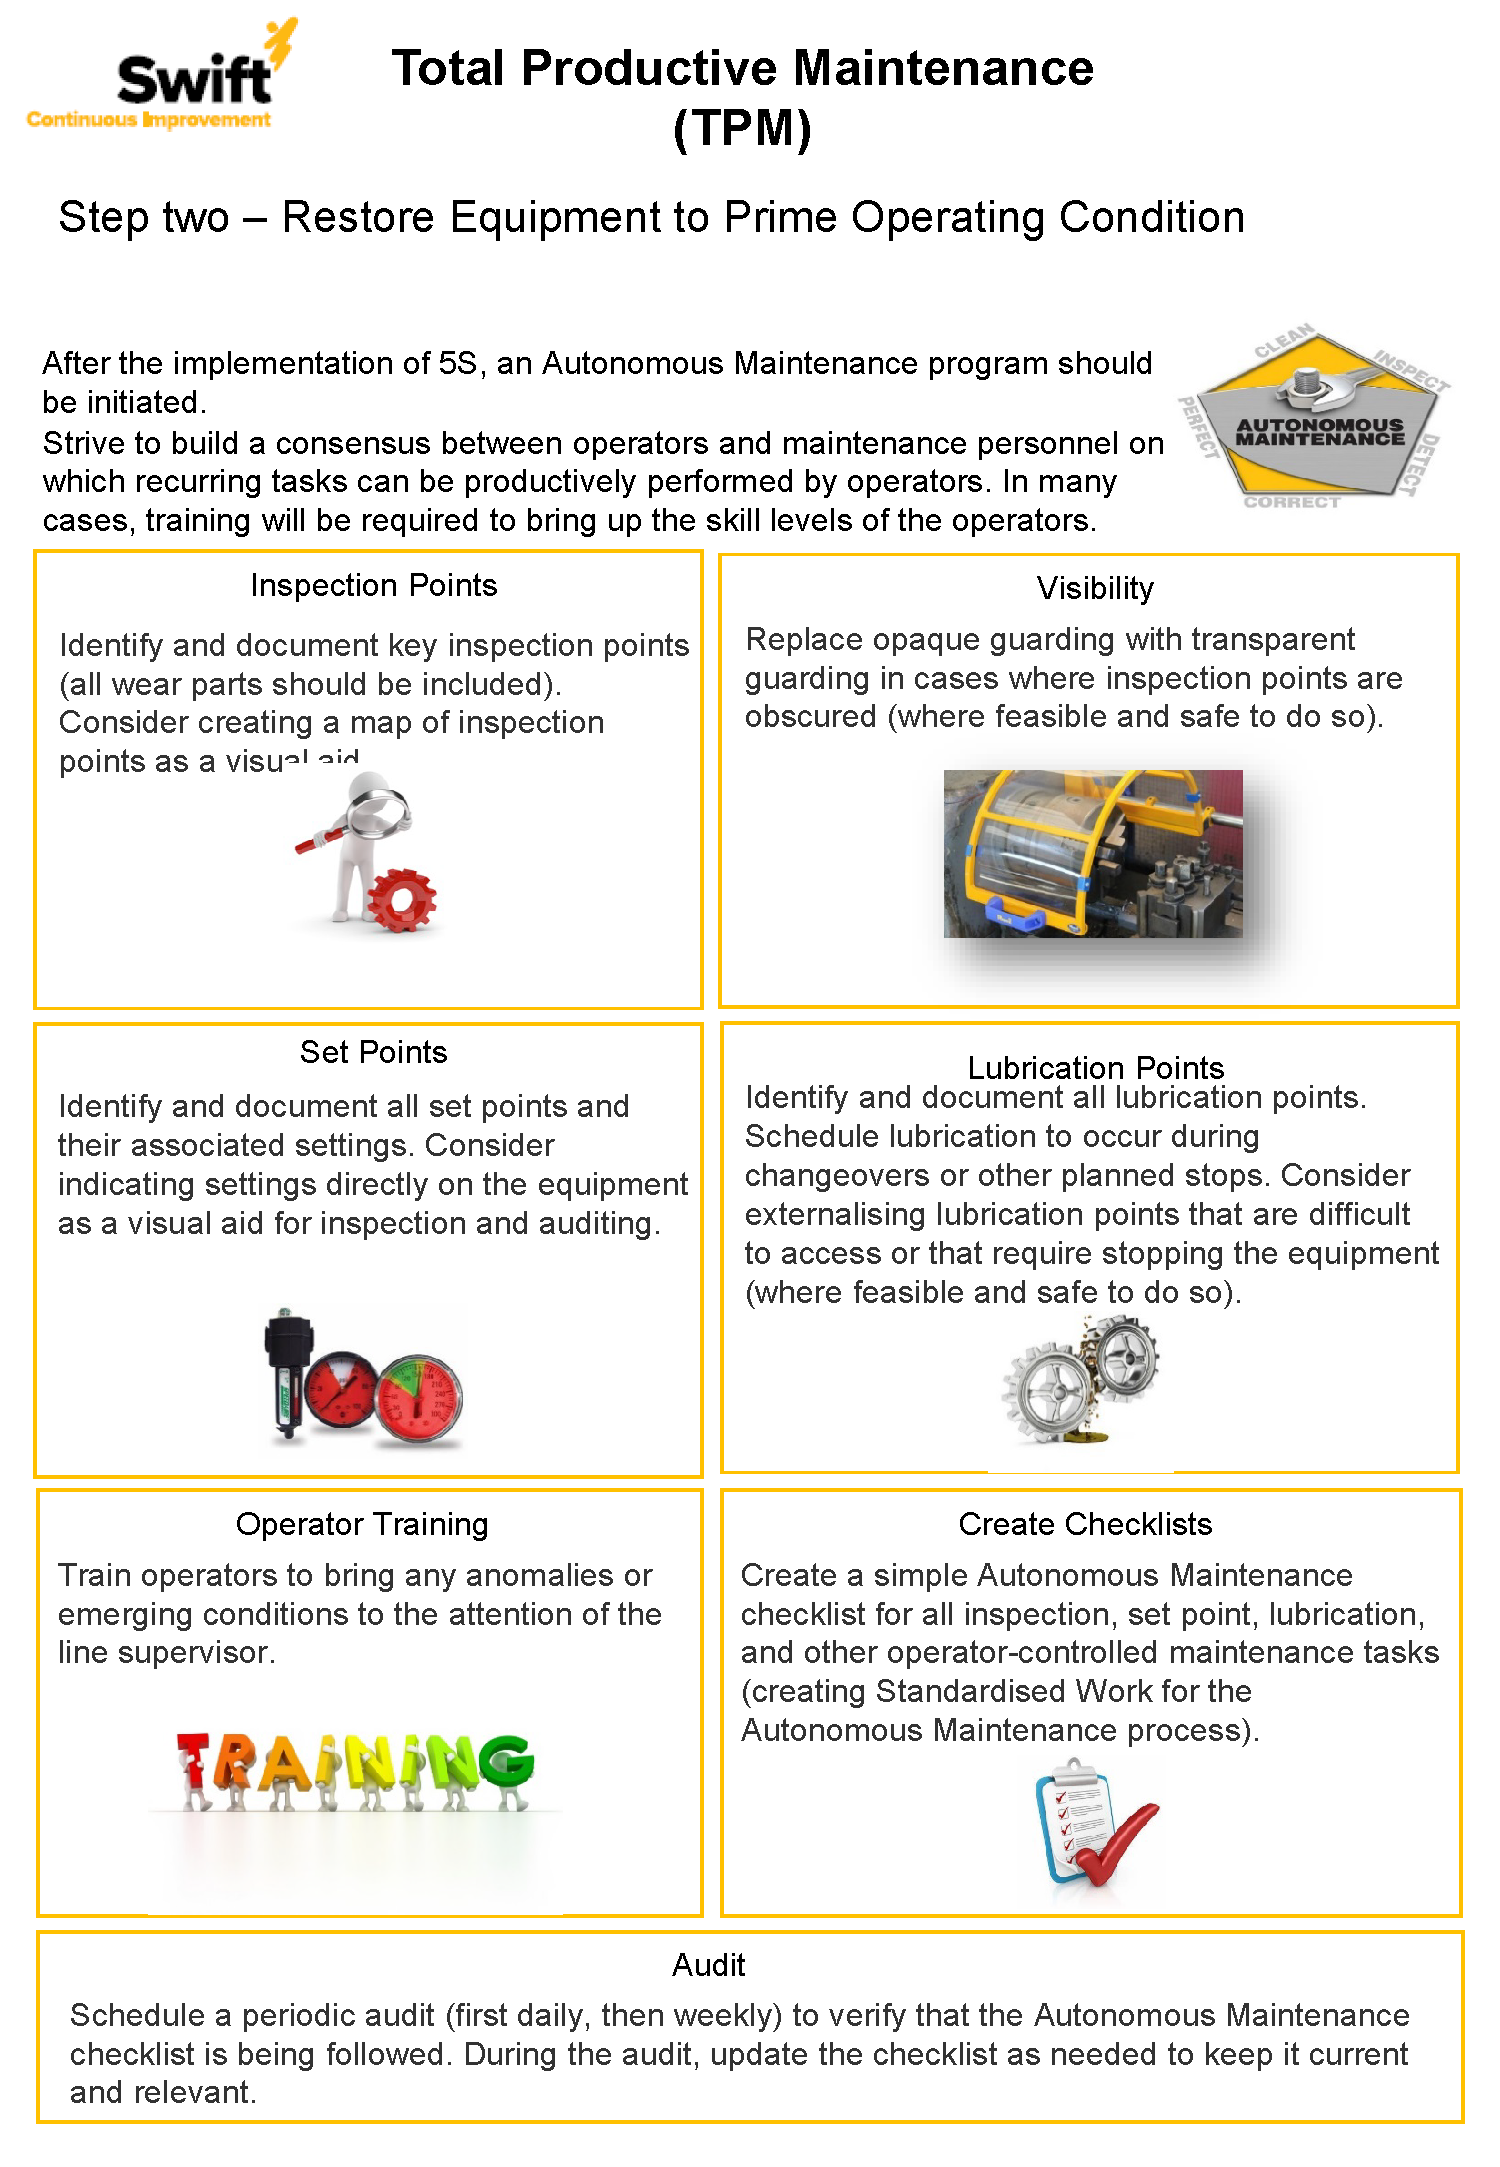 Swift
Continuous Improvement
Total Productive Maintenance
(TPM)
Step two – Restore Equipment to Prime Operating Condition
After the implementation of 5S, an Autonomous Maintenance program should
be initiated.
Strive to build a consensus between operators and maintenance personnel on
which recurring tasks can be productively performed by operators. In many
cases, training will be required to bring up the skill levels of the operators.
CLEAN
INSPECT
DETECT
CORRECT
PERFECT
AUTONOMOUS
MAINTENANCE
Inspection Points
Identify and document key inspection points
(all wear parts should be included).
Consider creating a map of inspection
points as a visual aid
Visibility
Replace opaque guarding with transparent
guarding in cases where inspection points are
obscured (where feasible and safe to do so).
Set Points
Identify and document all set points and
their associated settings. Consider
indicating settings directly on the equipment
as a visual aid for inspection and auditing.
Lubrication Points
Identify and document all lubrication points.
Schedule lubrication to occur during
changeovers or other planned stops. Consider
externalising lubrication points that are difficult
to access or that require stopping the equipment
(where feasible and safe to do so).
Operator Training
Train operators to bring any anomalies or
emerging conditions to the attention of the
line supervisor.
TRAINING
Create Checklists
Create a simple Autonomous Maintenance
checklist for all inspection, set point, lubrication,
and other operator-controlled maintenance tasks
(creating Standardised Work for the
Autonomous Maintenance process).
Audit
Schedule a periodic audit (first daily, then weekly) to verify that the Autonomous Maintenance
checklist is being followed. During the audit, update the checklist as needed to keep it current
and relevant.